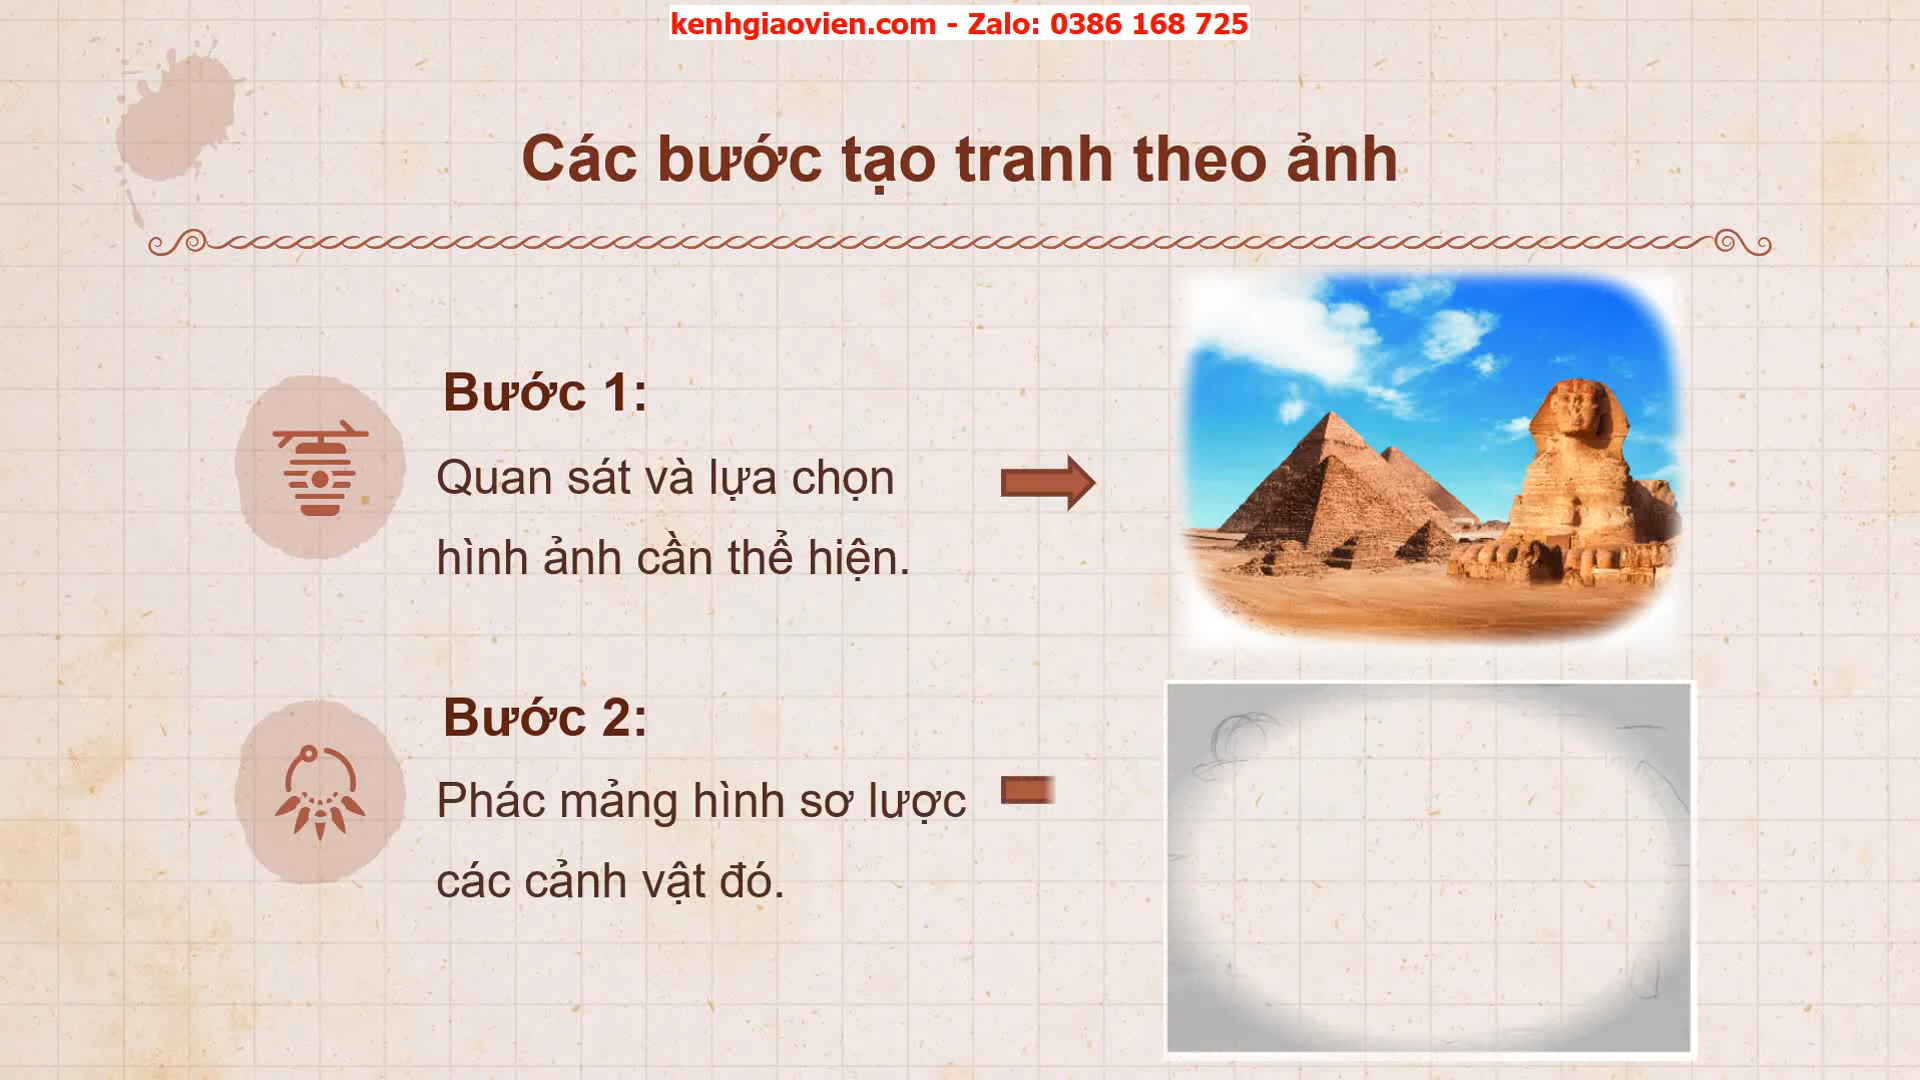 kenhgiaovien.com - Zalo: 0386 168 725
Các bước tạo tranh theo ảnh
Bước 1:
Quan sát và lựa chọn
hình ảnh cần thể hiện.
Bước 2:
Phác mảng hình sơ lược
các cảnh vật đó.